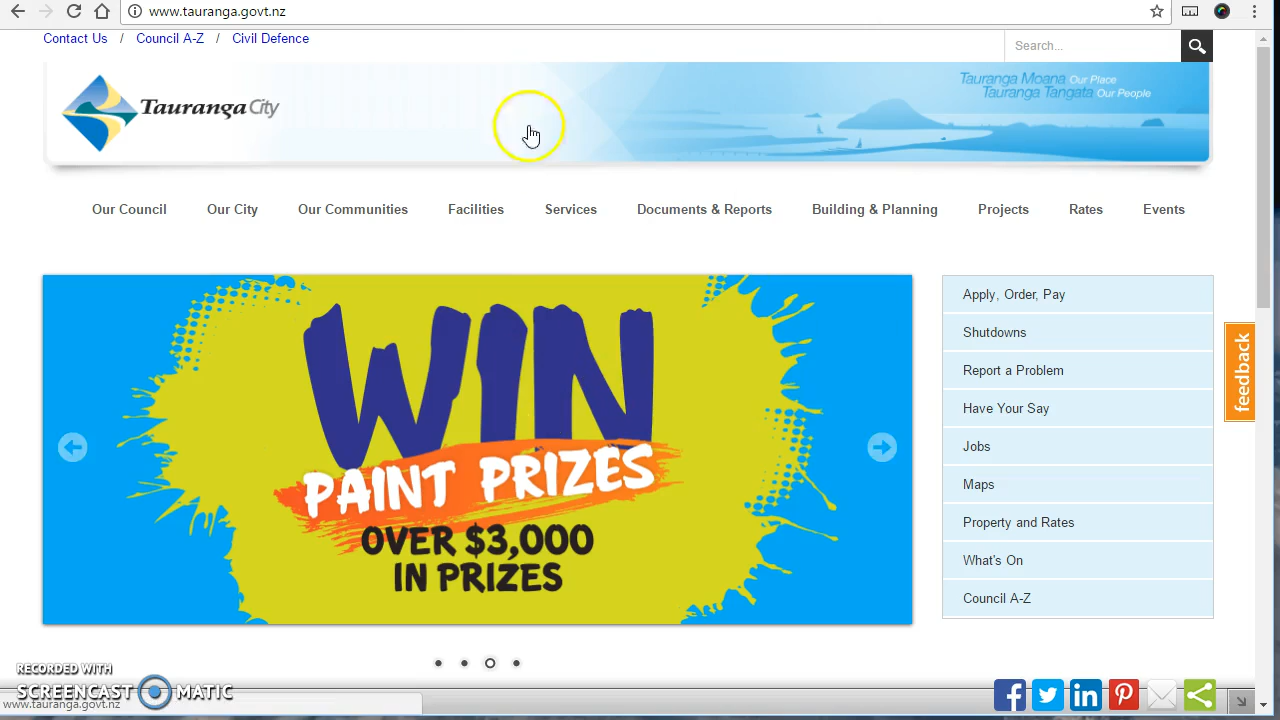 www.tauranga.govt.nz
Contact Us / Council A-Z / Civil Defence
Search...
Tauranga City
Tauranga Moana Our Place
Tauranga Tangata Our People
Our Council Our City Our Communities Facilities Services Documents & Reports Building & Planning Projects Rates Events
WIN
PAINT PRIZES
OVER $3,000
IN PRIZES
Apply, Order, Pay
Shutdowns
Report a Problem
Have Your Say
Jobs
Maps
Property and Rates
What's On
Council A-Z
feedback
RECORDED WITH
SCREENCAST MATIC
www.tauranga.govt.nz